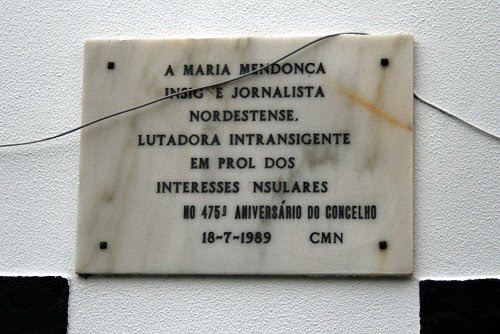 A MARIA MENDONCA
INSIG E JORNALISTA
NORDESTENSE,
LUTADORA INTRANSIGENTE
EM PROL DOS
INTERESSES NSULARES
NO 475º ANIVERSÁRIO DO CONCELHO
18-7-1989 CMN